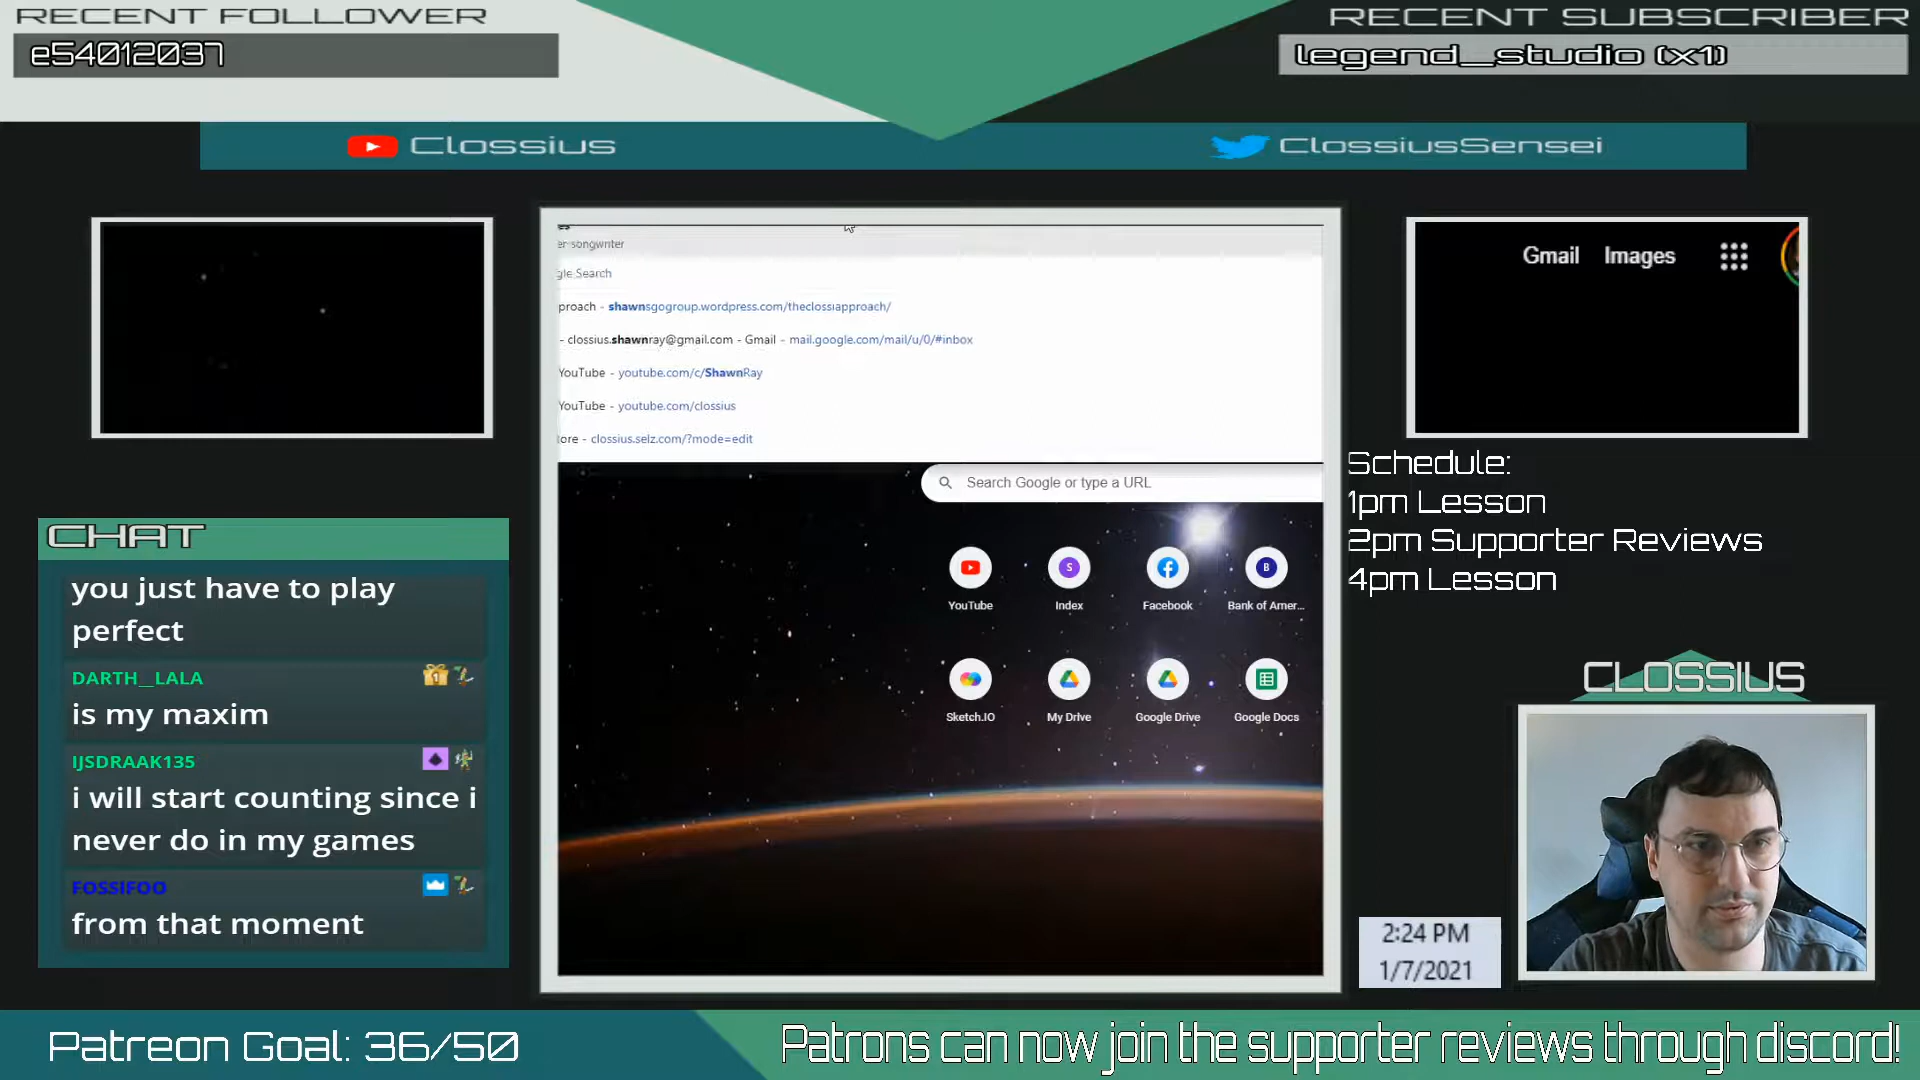 RECENT FOLLOWER
e54012037
RECENT SUBSCRIBER
legend_studio (x1)
Clossius
ClossiusSensei
er songwriter
gle Search
proach - shawnsgogroup.wordpress.com/theclossiapproach/
- clossius.shawnray@gmail.com - Gmail - mail.google.com/mail/u/0/#inbox
YouTube - youtube.com/c/ShawnRay
YouTube - youtube.com/clossius
tore - clossius.selz.com/?mode=edit
Search Google or type a URL
YouTube
Index
Facebook
Bank of Amer...
Sketch.IO
My Drive
Google Drive
Google Docs
Gmail Images
Schedule:
1pm Lesson
2pm Supporter Reviews
4pm Lesson
CHAT
you just have to play
perfect
DARTH__LALA
is my maxim
IJSDRAAK135
i will start counting since i
never do in my games
FOSSIFOO
from that moment
CLOSSIUS
2:24 PM
1/7/2021
Patreon Goal: 36/50
Patrons can now join the supporter reviews through discord!